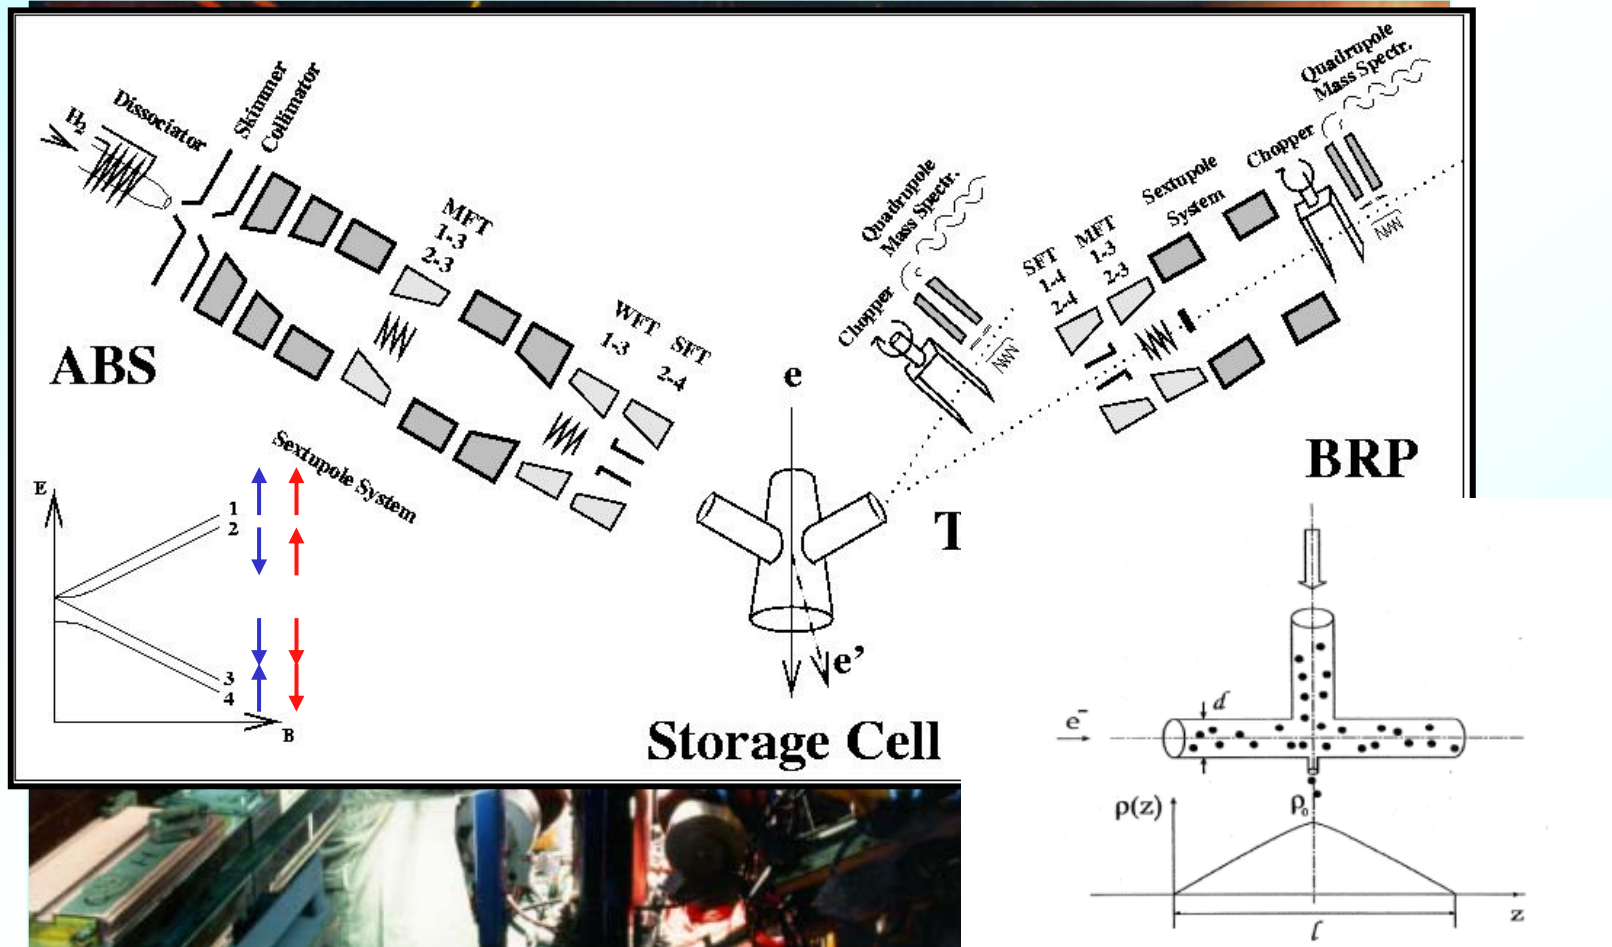 H₂
Dissociator
Skimmer
Collimator
MFT
1-3
2-3
WFT
1-3
SFT
2-4
ABS
Sextupole System
E
1
2
3
4
B
e
e’
Storage Cell
Chopper
Quadrupole
Mass Spectr.
T
SFT
1-4
2-4
MFT
1-3
2-3
Sextupole
System
Chopper
Quadrupole
Mass Spectr.
BRP
e⁻
d
ρ(z)
ρ₀
z
l